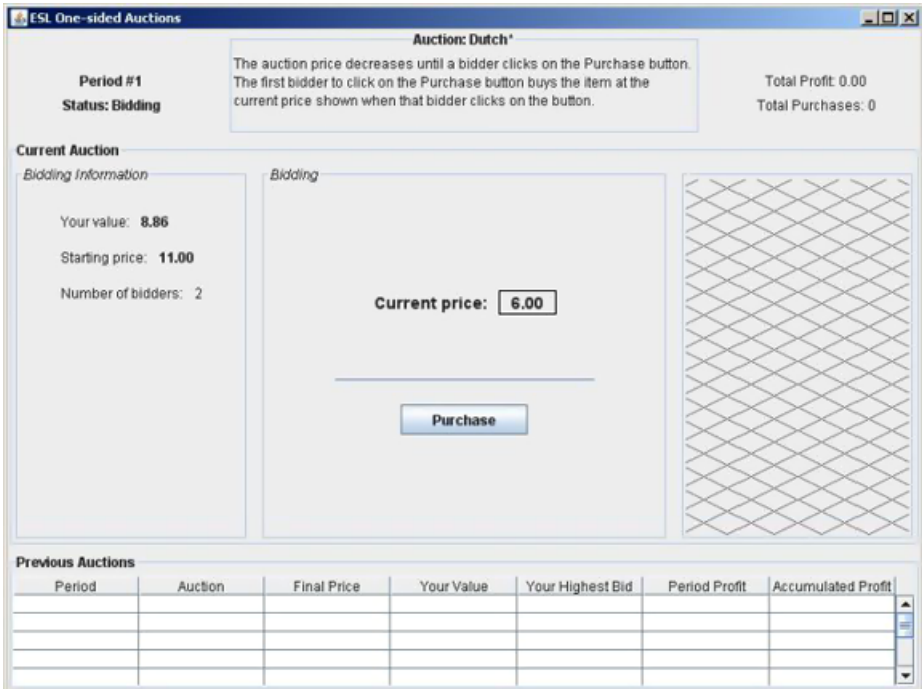 ESL One-sided Auctions
Auction: Dutch*
The auction price decreases until a bidder clicks on the Purchase button.
The first bidder to click on the Purchase button buys the item at the
current price shown when that bidder clicks on the button.
Period #1
Status: Bidding
Total Profit: 0.00
Total Purchases: 0
Current Auction
Bidding Information
Your value: 8.86
Starting price: 11.00
Number of bidders: 2
Bidding
Current price: 6.00
Purchase
Previous Auctions
Period Auction Final Price Your Value Your Highest Bid Period Profit Accumulated Profit